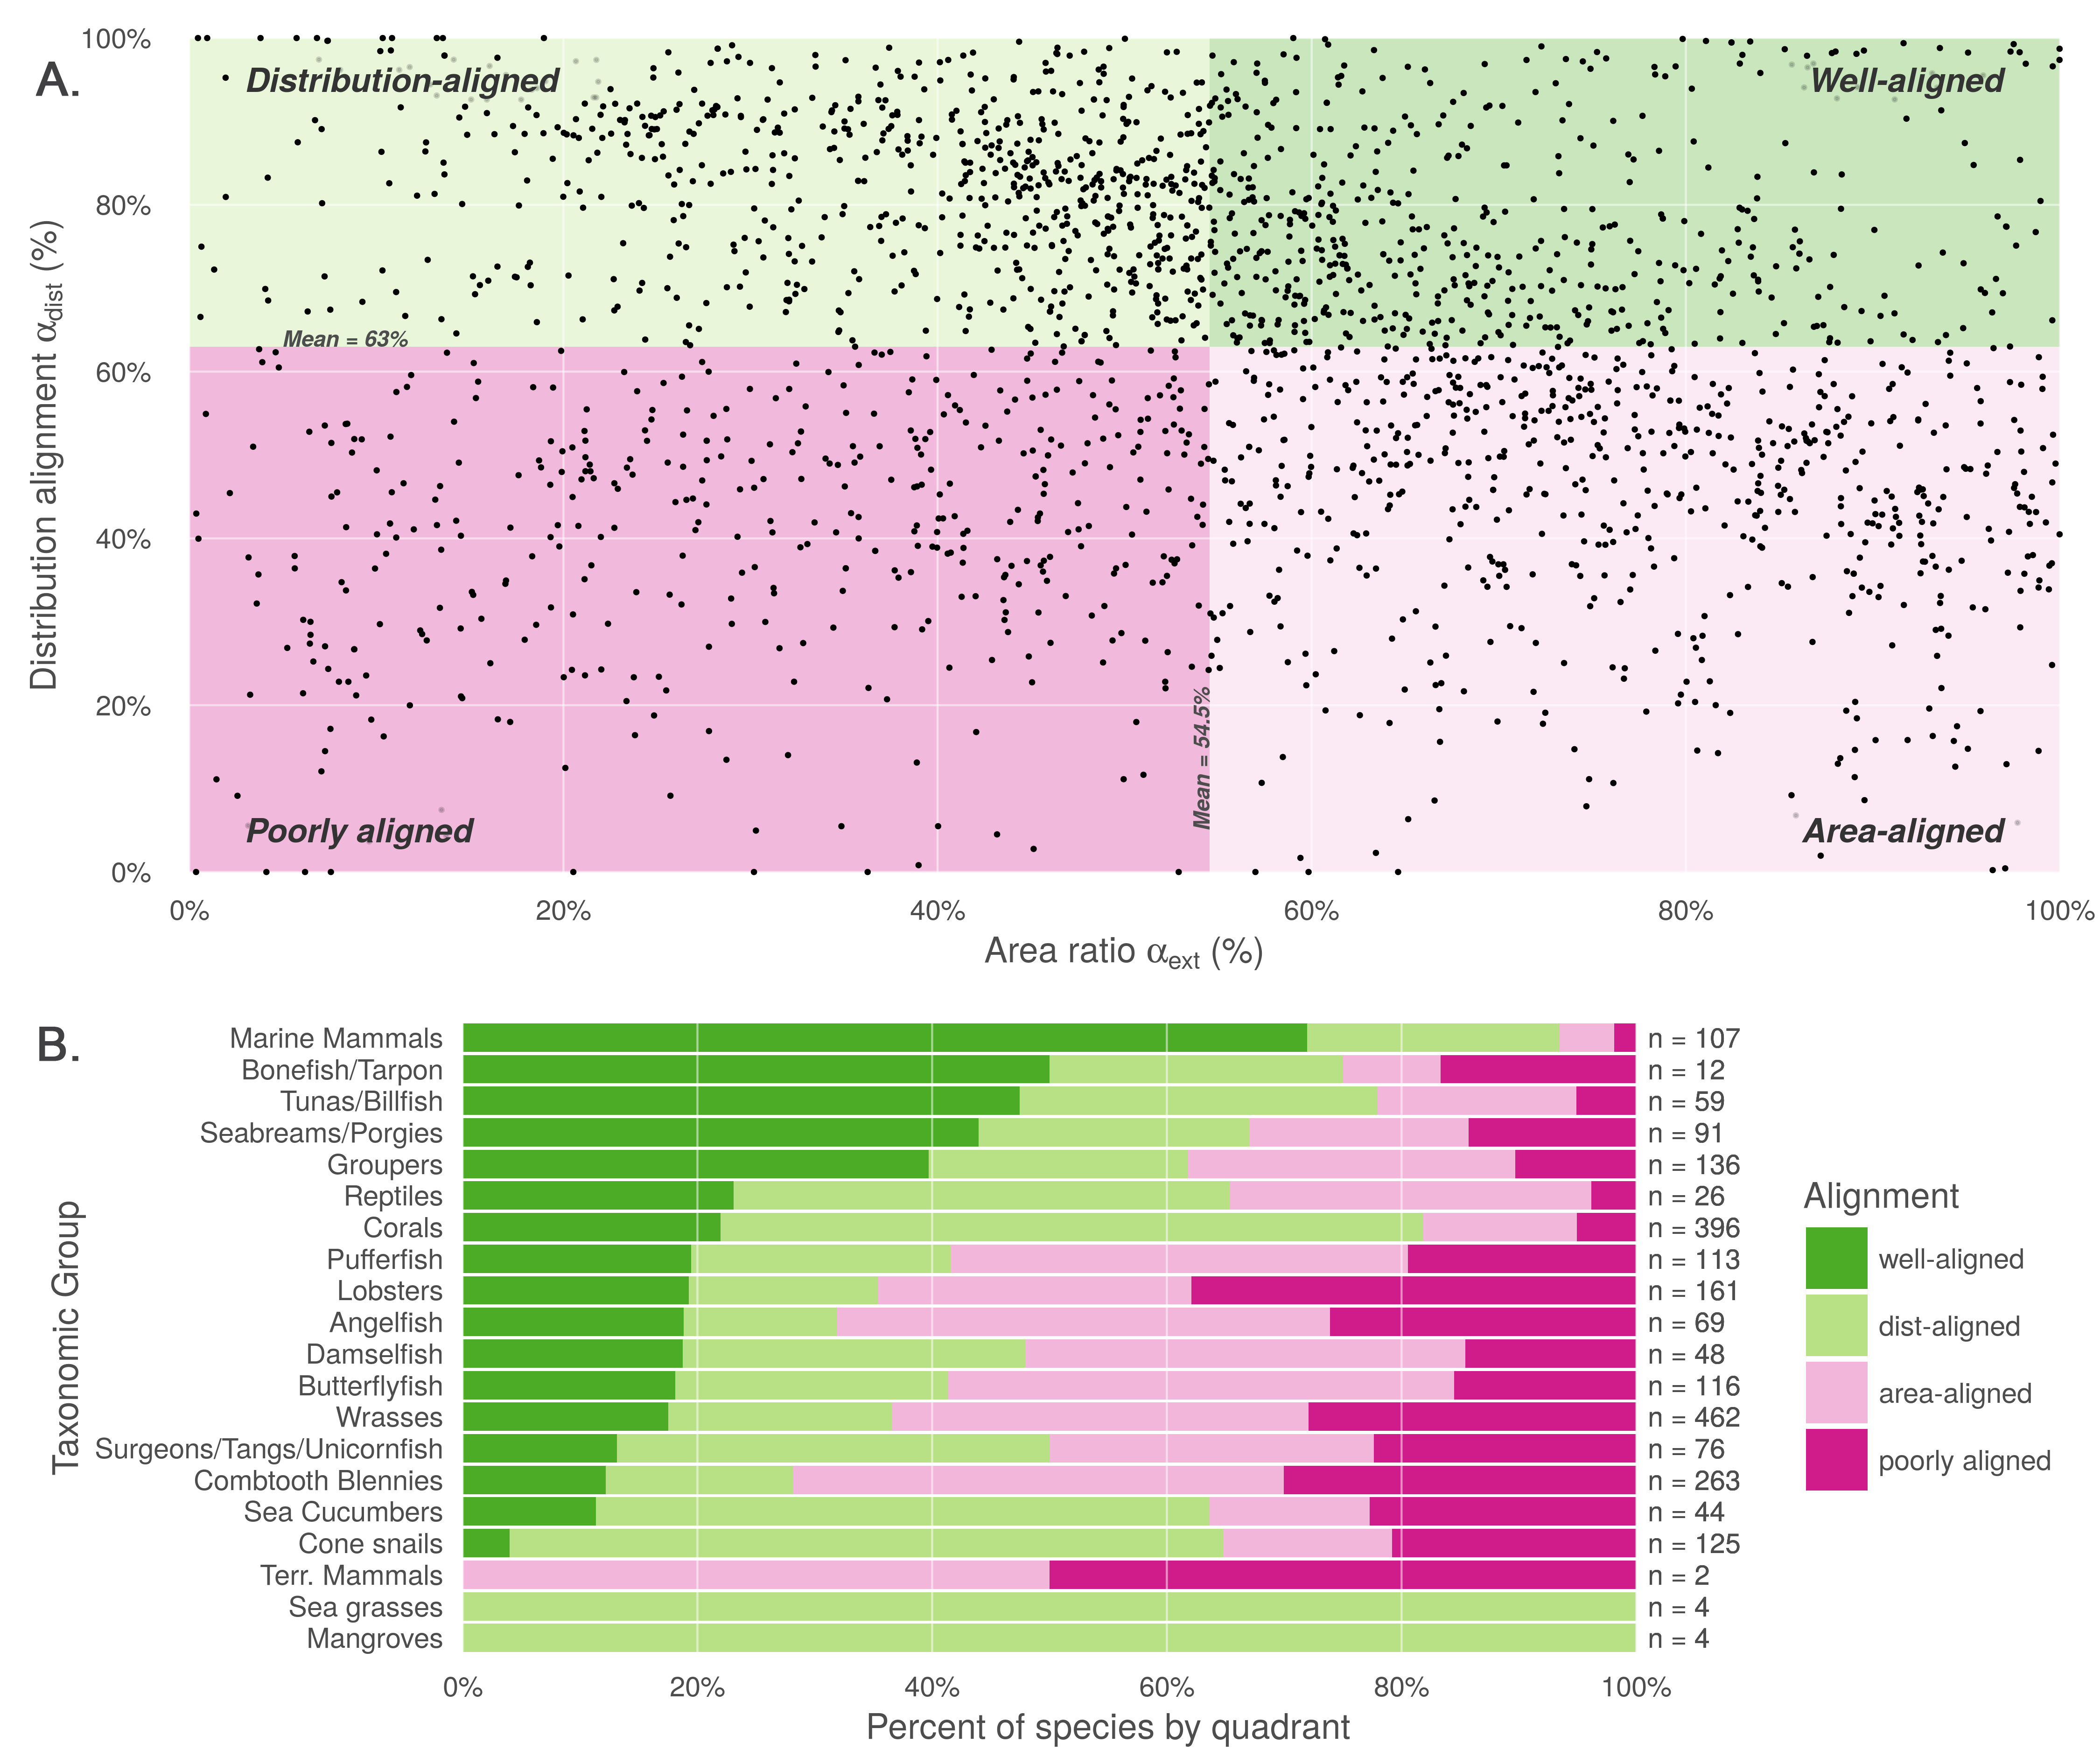 A.
100%
80%
60%
40%
20%
0%
Distribution alignment αdist (%)
Distribution-aligned
Well-aligned
Mean = 63%
Mean = 54.5%
Poorly aligned
Area-aligned
0% 20% 40% 60% 80% 100%
Area ratio αext (%)
B.
Taxonomic Group
Marine Mammals n = 107
Bonefish/Tarpon n = 12
Tunas/Billfish n = 59
Seabreams/Porgies n = 91
Groupers n = 136
Reptiles n = 26
Corals n = 396
Pufferfish n = 113
Lobsters n = 161
Angelfish n = 69
Damselfish n = 48
Butterflyfish n = 116
Wrasses n = 462
Surgeons/Tangs/Unicornfish n = 76
Combtooth Blennies n = 263
Sea Cucumbers n = 44
Cone snails n = 125
Terr. Mammals n = 2
Sea grasses n = 4
Mangroves n = 4
0% 20% 40% 60% 80% 100%
Percent of species by quadrant
Alignment
well-aligned
dist-aligned
area-aligned
poorly aligned